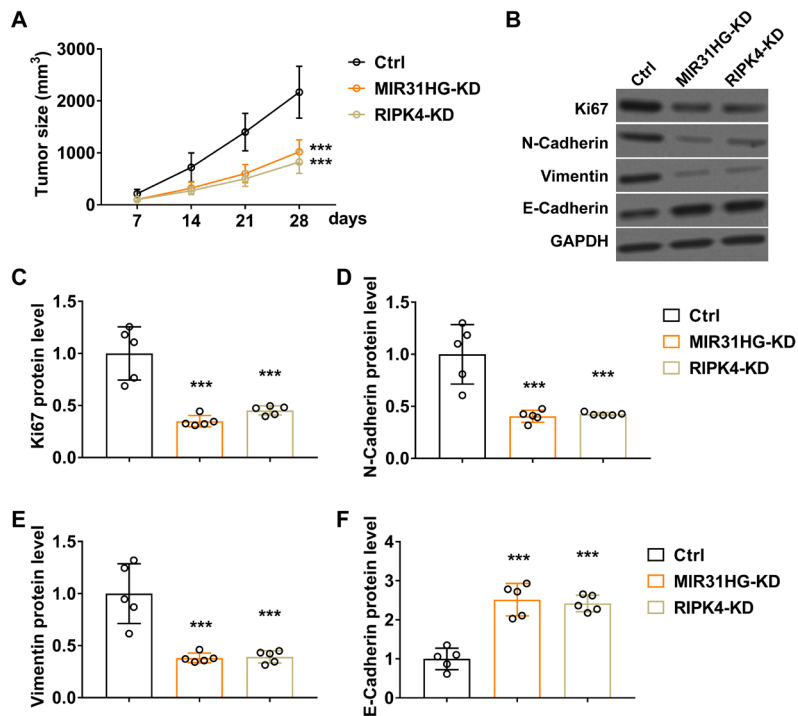 A
Tumor size (mm3)
3000
2000
1000
0
7 14 21 28 days
***
***
Ctrl
MIR31HG-KD
RIPK4-KD
B
Ctrl MIR31HG-KD RIPK4-KD
Ki67
N-Cadherin
Vimentin
E-Cadherin
GAPDH
C
Ki67 protein level
1.5
1.0
0.5
0.0
*** ***
D
N-Cadherin protein level
1.5
1.0
0.5
0.0
*** ***
Ctrl
MIR31HG-KD
RIPK4-KD
E
Vimentin protein level
1.5
1.0
0.5
0.0
*** ***
F
E-Cadherin protein level
4
3
2
1
0
*** ***
Ctrl
MIR31HG-KD
RIPK4-KD